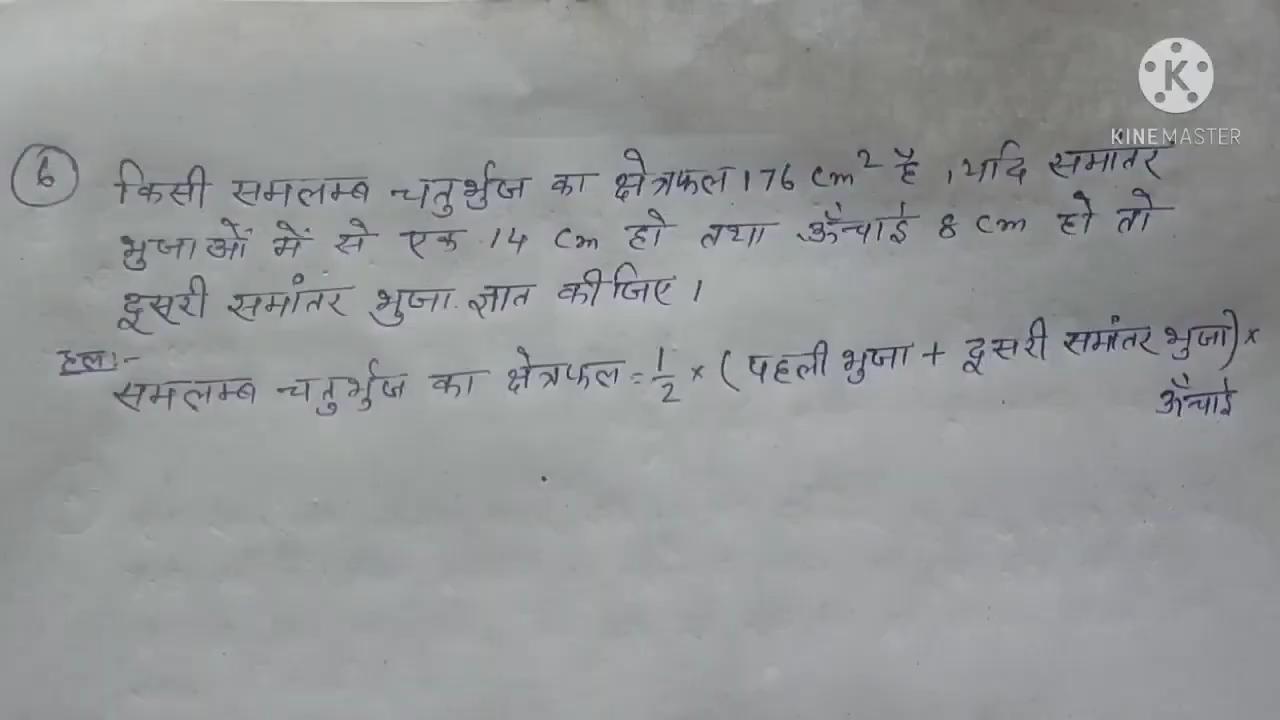 K
KINEMASTER
6 किसी समलम्ब चतुर्भुज का क्षेत्रफल 176 cm² है, यदि समातर
भुजाओं में से एक 14 cm हो तथा ऊँचाई 8 cm हो तो
दूसरी समांतर भुजा ज्ञात कीजिए।
हल:-
समलम्ब चतुर्भुज का क्षेत्रफल = 1/2 × (पहली भुजा + दूसरी समांतर भुजा) ×
ऊँचाई